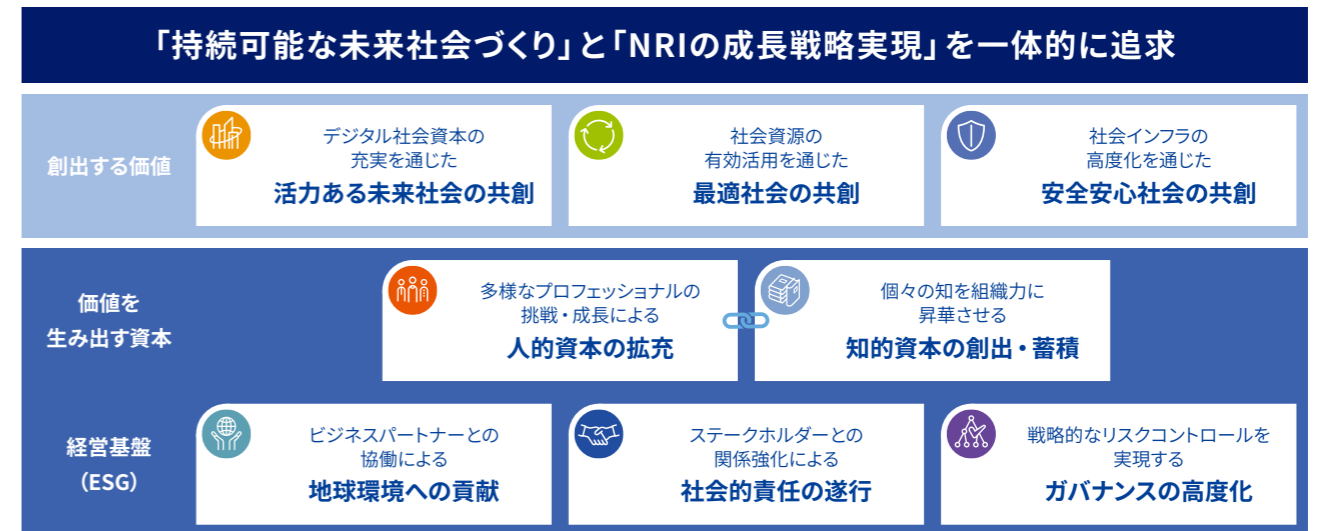 「持続可能な未来社会づくり」と「NRIの成長戦略実現」を一体的に追求
創出する価値
デジタル社会資本の
充実を通じた
活力ある未来社会の共創
社会資源の
有効活用を通じた
最適社会の共創
社会インフラの
高度化を通じた
安全安心社会の共創
価値を
生み出す資本
多様なプロフェッショナルの
挑戦・成長による
人的資本の拡充
個々の知を組織力に
昇華させる
知的資本の創出・蓄積
経営基盤
（ESG）
ビジネスパートナーとの
協働による
地球環境への貢献
ステークホルダーとの
関係強化による
社会的責任の遂行
戦略的なリスクコントロールを
実現する
ガバナンスの高度化